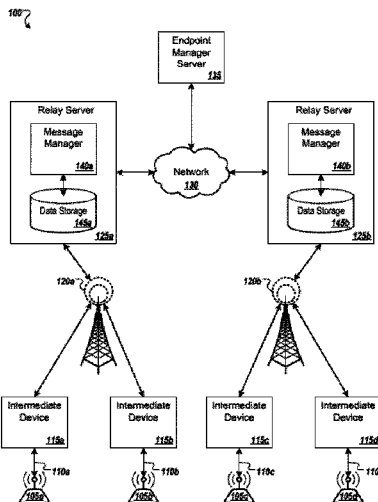 100
Endpoint
Manager
Server
135
Relay Server
Message
Manager
140a
Data Storage
145a
125a
Network
130
Relay Server
Message
Manager
140b
Data Storage
145b
125b
120a
120b
Intermediate
Device
115a
Intermediate
Device
115b
Intermediate
Device
115c
Intermediate
Device
115d
110a
110b
110c
105a
105b
105c